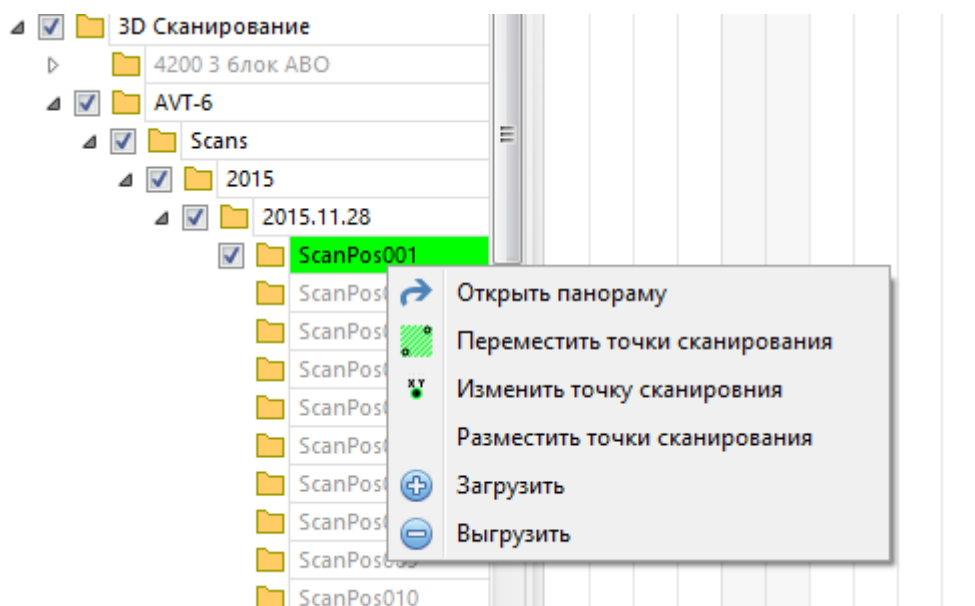 3D Сканирование
4200 3 блок АВО
AVT-6
Scans
2015
2015.11.28
ScanPos001
Открыть панораму
Переместить точки сканирования
Изменить точку сканировния
Разместить точки сканирования
Загрузить
Выгрузить
ScanPos010